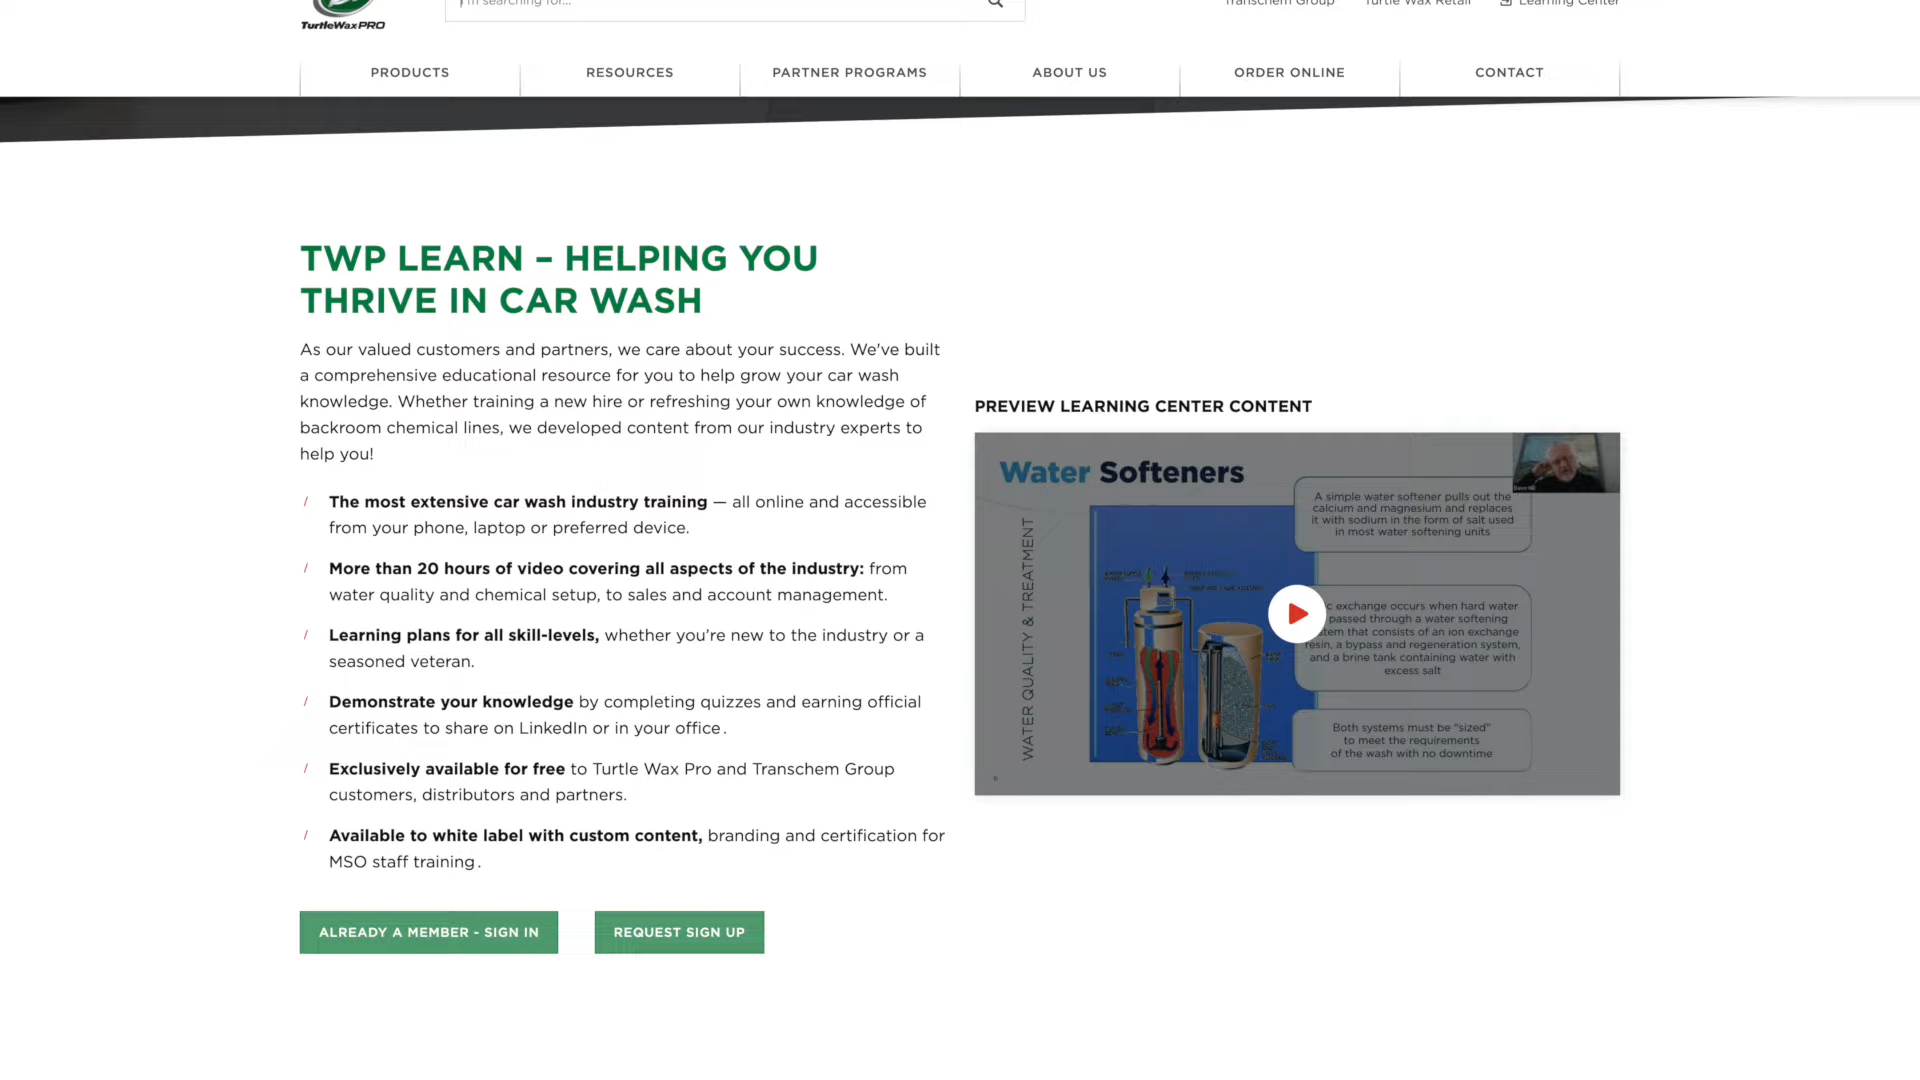 TurtleWax PRO
I'm searching for...
Transchem Group
Turtle Wax Retail
Learning Center
PRODUCTS
RESOURCES
PARTNER PROGRAMS
ABOUT US
ORDER ONLINE
CONTACT
TWP LEARN – HELPING YOU
THRIVE IN CAR WASH
As our valued customers and partners, we care about your success. We've built
a comprehensive educational resource for you to help grow your car wash
knowledge. Whether training a new hire or refreshing your own knowledge of
backroom chemical lines, we developed content from our industry experts to
help you!
/ The most extensive car wash industry training — all online and accessible
from your phone, laptop or preferred device.
/ More than 20 hours of video covering all aspects of the industry: from
water quality and chemical setup, to sales and account management.
/ Learning plans for all skill-levels, whether you're new to the industry or a
seasoned veteran.
/ Demonstrate your knowledge by completing quizzes and earning official
certificates to share on LinkedIn or in your office.
/ Exclusively available for free to Turtle Wax Pro and Transchem Group
customers, distributors and partners.
/ Available to white label with custom content, branding and certification for
MSO staff training.
ALREADY A MEMBER - SIGN IN
REQUEST SIGN UP
PREVIEW LEARNING CENTER CONTENT
Water Softeners
WATER QUALITY & TREATMENT
A simple water softener pulls out the
calcium and magnesium and replaces
it with sodium in the form of salt used
in most water softening units
exchange occurs when hard water
passed through a water softening
that consists of an ion exchange
resin, a bypass and regeneration system,
and a brine tank containing water with
excess salt
Both systems must be "sized"
to meet the requirements
of the wash with no downtime
6